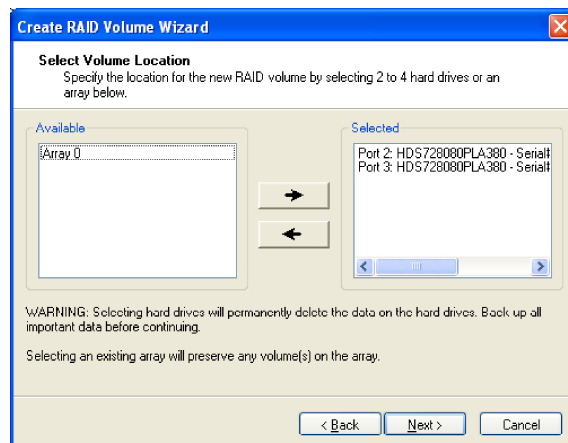 Create RAID Volume Wizard
Select Volume Location
Specify the location for the new RAID volume by selecting 2 to 4 hard drives or an
array below.
Available
Selected
Array 0
Port 2: HDS728080PLA380 - Serial#
Port 3: HDS728080PLA380 - Serial#
WARNING: Selecting hard drives will permanently delete the data on the hard drives. Back up all
important data before continuing.
Selecting an existing array will preserve any volume(s) on the array.
< Back
Next >
Cancel